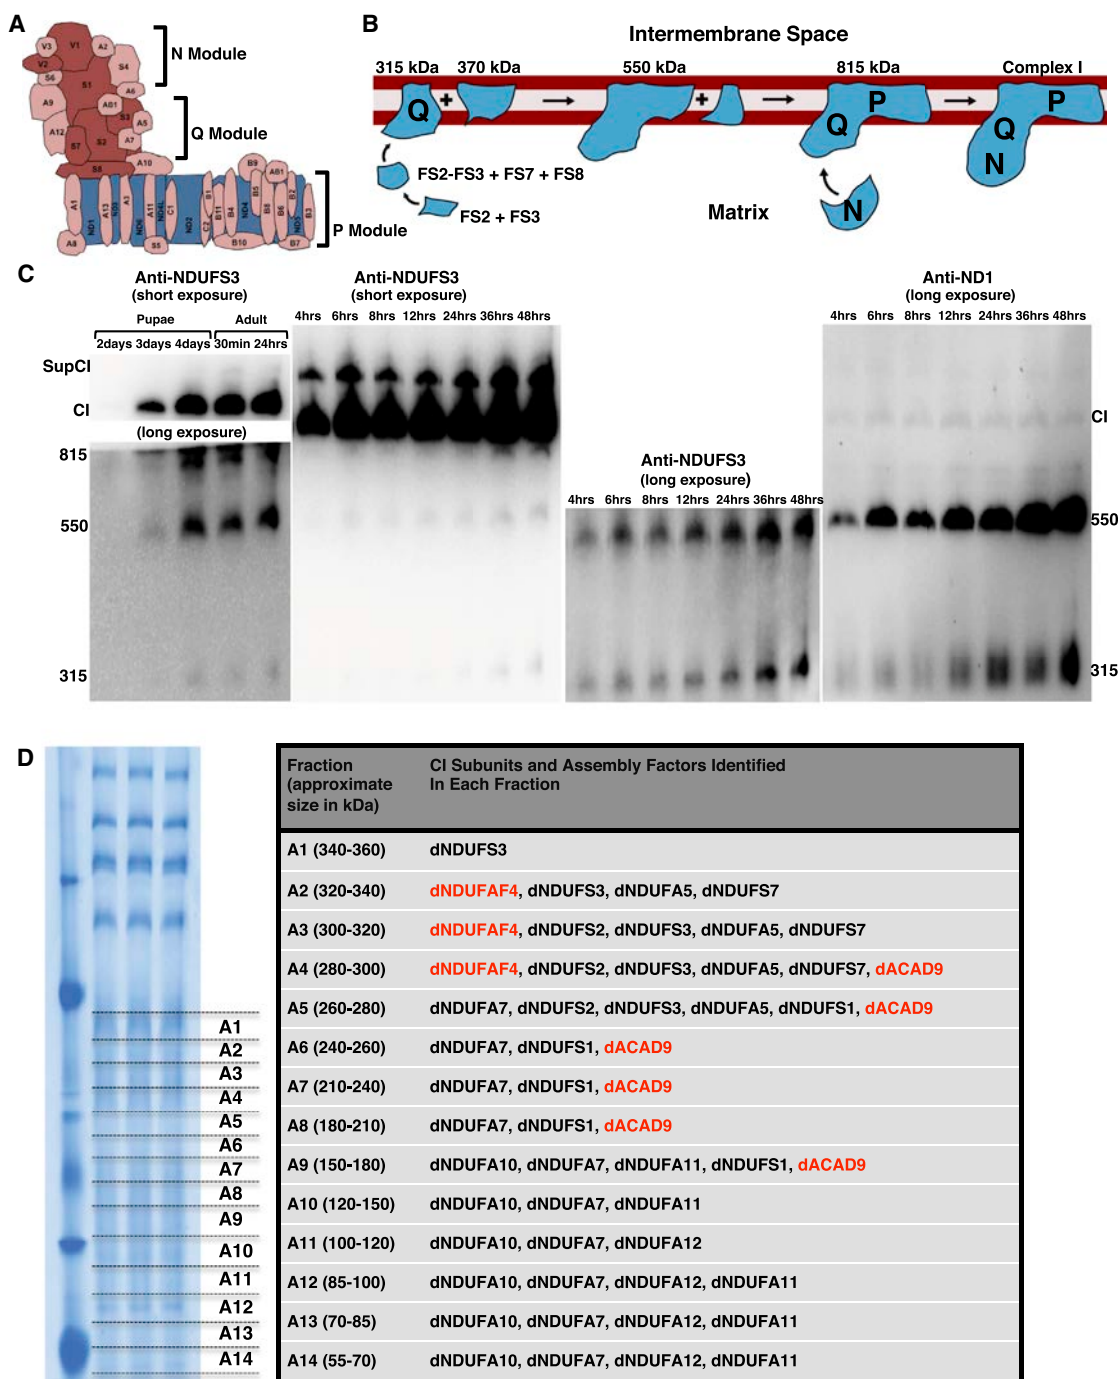 A
V3
V1
A2
V2
S4
S6
S1
A6
A9
AB1
S3
A5
A12
S7
S2
A7
A10
S8
N Module
Q Module
B9
AB1
A1
ND1
A13
ND3
A3
ND6
A11
ND4L
C1
ND2
B1
C2
B11
B4
ND4
B5
B8
B6
B2
ND5
B3
A8
S5
B10
B7
P Module
B
Intermembrane Space
315 kDa
370 kDa
550 kDa
815 kDa
Complex I
Q
+
+
P
Q
P
Q
N
FS2-FS3 + FS7 + FS8
FS2 + FS3
Matrix
N
C
Anti-NDUFS3
(short exposure)
Pupae Adult
2days 3days 4days 30min 24hrs
SupCI
CI
(long exposure)
815
550
315
Anti-NDUFS3
(short exposure)
4hrs 6hrs 8hrs 12hrs 24hrs 36hrs 48hrs
Anti-NDUFS3
(long exposure)
4hrs 6hrs 8hrs 12hrs 24hrs 36hrs 48hrs
Anti-ND1
(long exposure)
4hrs 6hrs 8hrs 12hrs 24hrs 36hrs 48hrs
CI
550
315
D
A1
A2
A3
A4
A5
A6
A7
A8
A9
A10
A11
A12
A13
A14
Fraction CI Subunits and Assembly Factors Identified
(approximate In Each Fraction
size in kDa)
A1 (340-360) dNDUFS3
A2 (320-340) dNDUFAF4, dNDUFS3, dNDUFA5, dNDUFS7
A3 (300-320) dNDUFAF4, dNDUFS2, dNDUFS3, dNDUFA5, dNDUFS7
A4 (280-300) dNDUFAF4, dNDUFS2, dNDUFS3, dNDUFA5, dNDUFS7, dACAD9
A5 (260-280) dNDUFA7, dNDUFS2, dNDUFS3, dNDUFA5, dNDUFS1, dACAD9
A6 (240-260) dNDUFA7, dNDUFS1, dACAD9
A7 (210-240) dNDUFA7, dNDUFS1, dACAD9
A8 (180-210) dNDUFA7, dNDUFS1, dACAD9
A9 (150-180) dNDUFA10, dNDUFA7, dNDUFA11, dNDUFS1, dACAD9
A10 (120-150) dNDUFA10, dNDUFA7, dNDUFA11
A11 (100-120) dNDUFA10, dNDUFA7, dNDUFA12
A12 (85-100) dNDUFA10, dNDUFA7, dNDUFA12, dNDUFA11
A13 (70-85) dNDUFA10, dNDUFA7, dNDUFA12, dNDUFA11
A14 (55-70) dNDUFA10, dNDUFA7, dNDUFA12, dNDUFA11